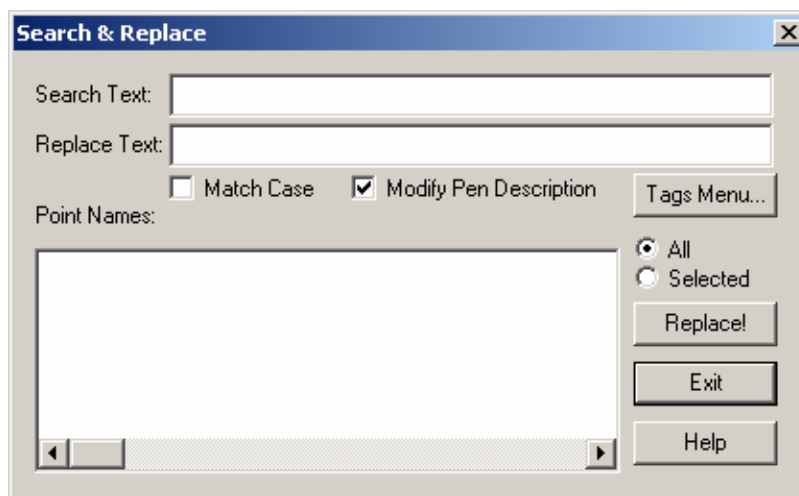 Search & Replace
Search Text:
Replace Text:
Match Case
Modify Pen Description
Tags Menu...
Point Names:
All
Selected
Replace!
Exit
Help